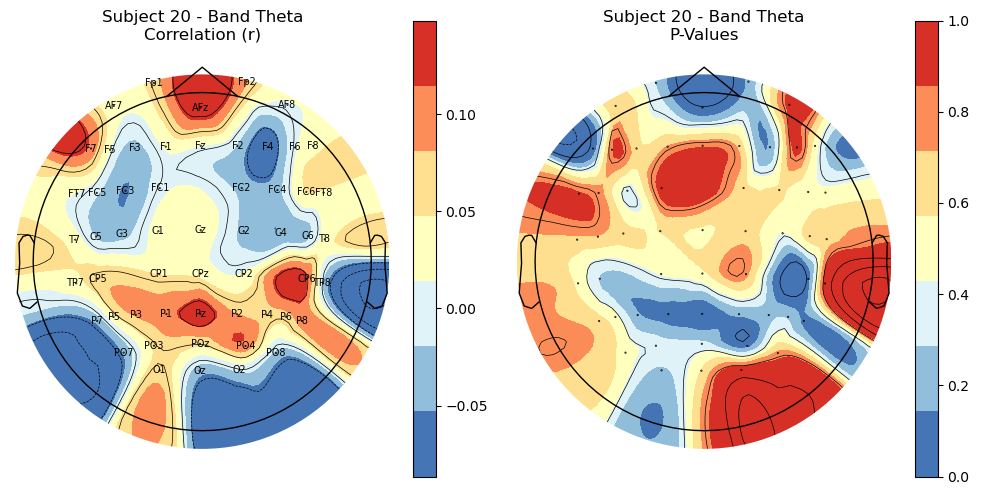 Subject 20 - Band Theta
Correlation (r)
Subject 20 - Band Theta
P-Values
Fp1 Fp2
AF7 AFz AF8
F7 F5 F3 F1 Fz F2 F4 F6 F8
FT7 FC5 FC3 FC1 FC2 FC4 FC6 FT8
T7 C5 C3 C1 Cz C2 C4 C6 T8
TP7 CP5 CP1 CPz CP2 CP6 TP8
P7 P5 P3 P1 Pz P2 P4 P6 P8
PO7 PO3 POz PO4 PO8
O1 Oz O2
0.10
0.05
0.00
−0.05
1.0
0.8
0.6
0.4
0.2
0.0